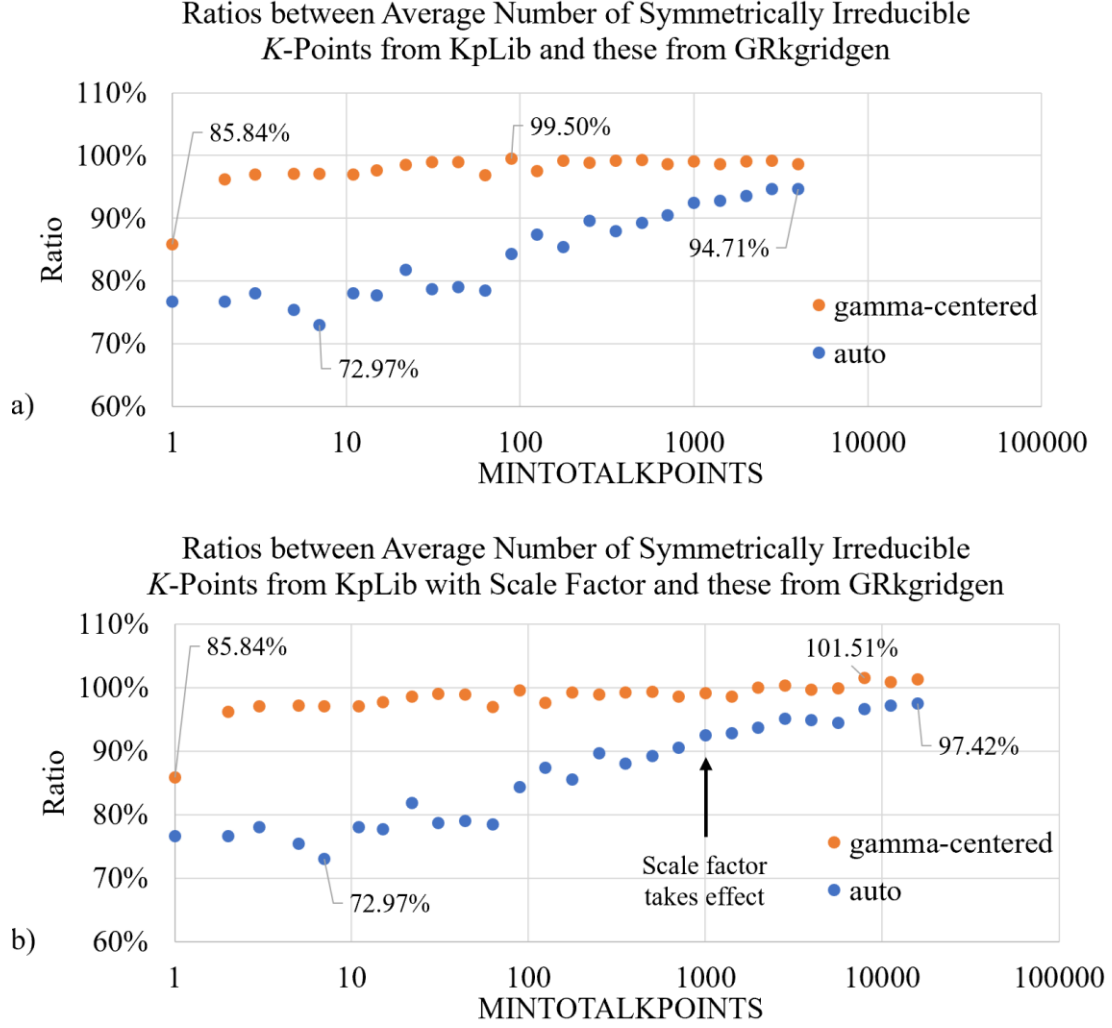 Ratios between Average Number of Symmetrically Irreducible
K-Points from KpLib and these from GRkgridgen
110%
100%
90%
80%
70%
60%
Ratio
85.84%
99.50%
94.71%
72.97%
gamma-centered
auto
a)
1
10
100
1000
10000
100000
MINTOTALKPOINTS
Ratios between Average Number of Symmetrically Irreducible
K-Points from KpLib with Scale Factor and these from GRkgridgen
110%
100%
90%
80%
70%
60%
Ratio
85.84%
101.51%
97.42%
72.97%
Scale factor
takes effect
gamma-centered
auto
b)
1
10
100
1000
10000
100000
MINTOTALKPOINTS